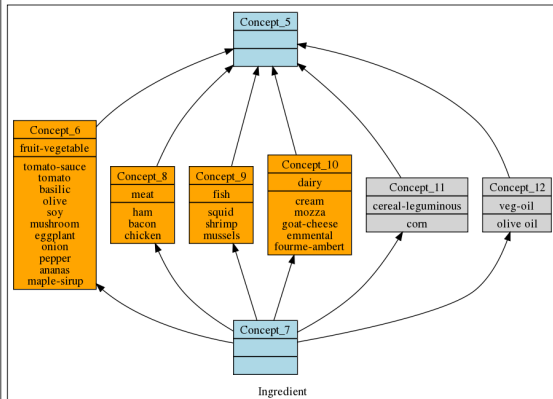 Concept_5
Concept_6
fruit-vegetable
tomato-sauce
tomato
basilic
olive
soy
mushroom
eggplant
onion
pepper
ananas
maple-sirup
Concept_8
meat
ham
bacon
chicken
Concept_9
fish
squid
shrimp
mussels
Concept_10
dairy
cream
mozza
goat-cheese
emmental
fourme-ambert
Concept_11
cereal-leguminous
corn
Concept_12
veg-oil
olive oil
Concept_7
Ingredient